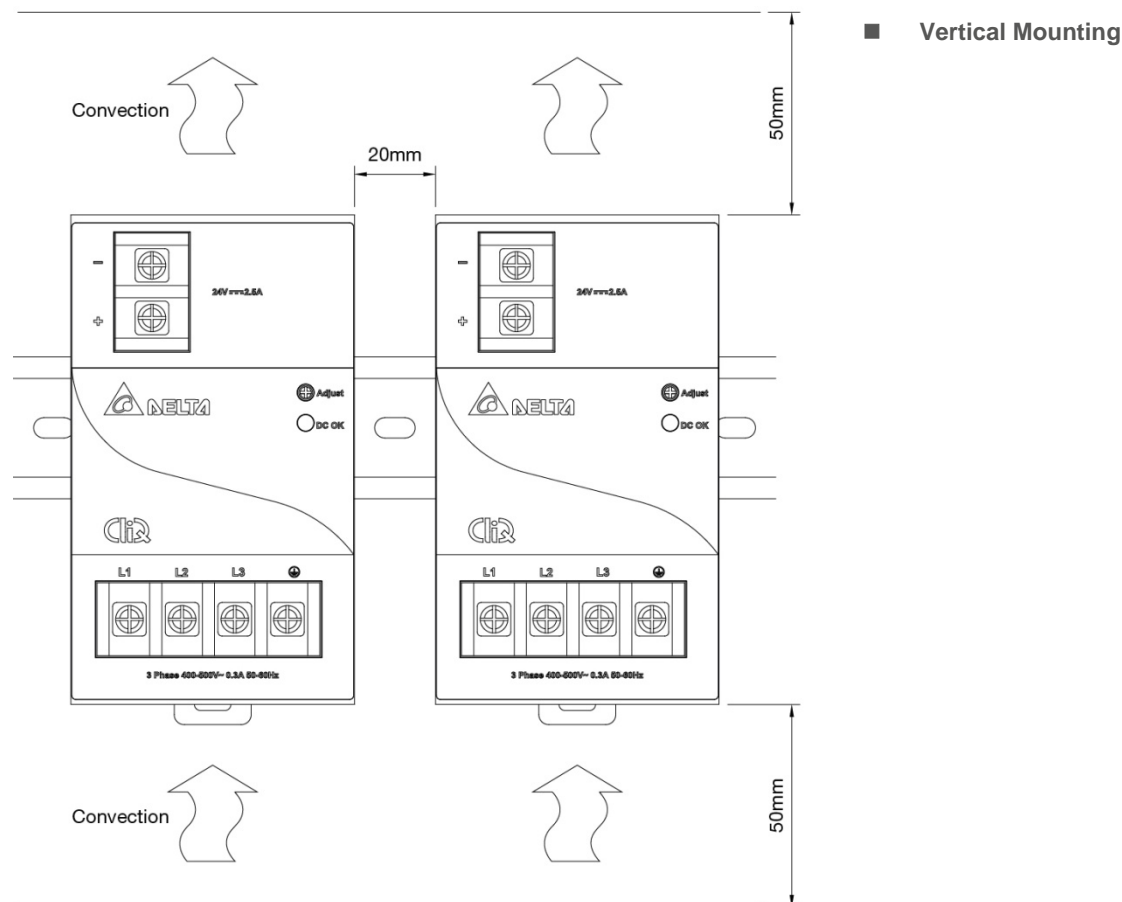 ■ Vertical Mounting
Convection
50mm
20mm
–
24V⎓2.5A
+
–
24V⎓2.5A
+
DELTA
Adjust
DC OK
DELTA
Adjust
DC OK
CliQ
CliQ
L1 L2 L3
L1 L2 L3
3 Phase 400-500V~ 0.3A 50-60Hz
3 Phase 400-500V~ 0.3A 50-60Hz
Convection
50mm